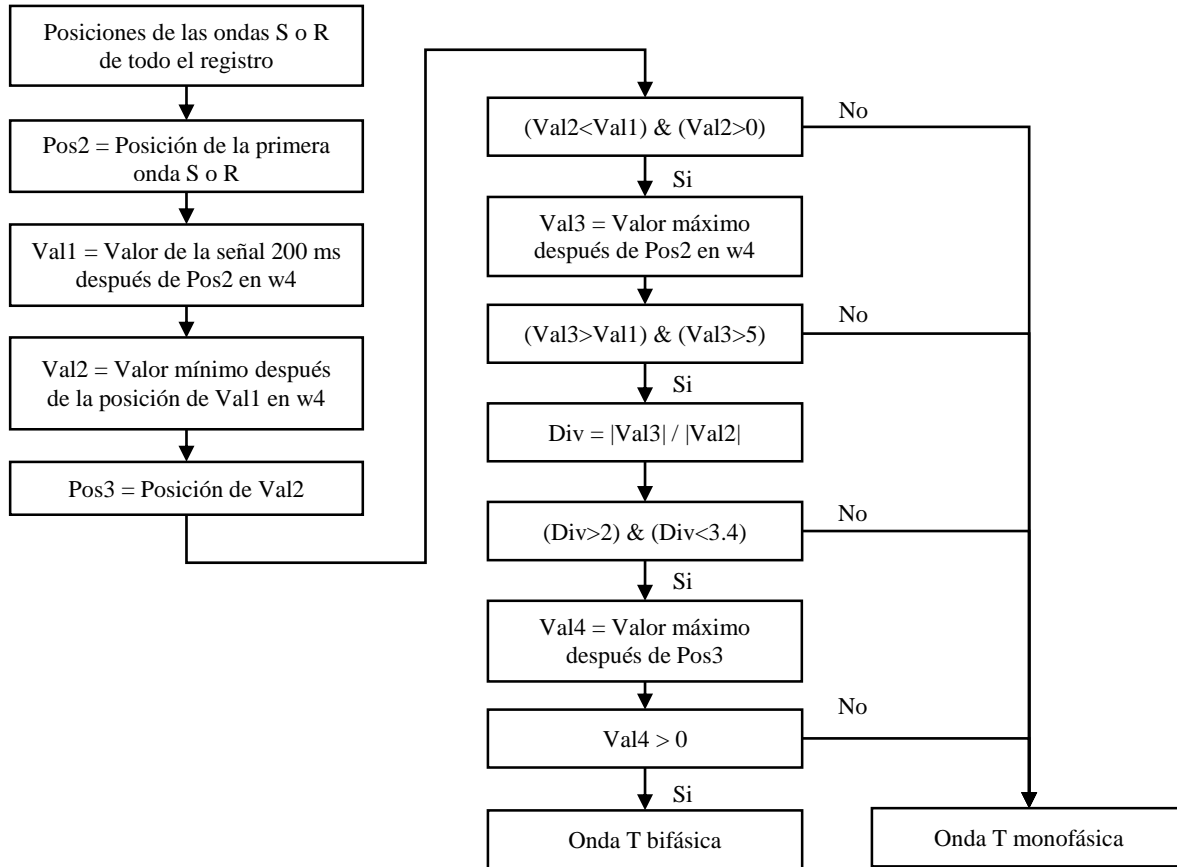 Posiciones de las ondas S o R
de todo el registro
Pos2 = Posición de la primera
onda S o R
Val1 = Valor de la señal 200 ms
después de Pos2 en w4
Val2 = Valor mínimo después
de la posición de Val1 en w4
Pos3 = Posición de Val2
(Val2<Val1) & (Val2>0)
No
Si
Val3 = Valor máximo
después de Pos2 en w4
(Val3>Val1) & (Val3>5)
No
Si
Div = |Val3| / |Val2|
(Div>2) & (Div<3.4)
No
Si
Val4 = Valor máximo
después de Pos3
Val4 > 0
No
Si
Onda T bifásica
Onda T monofásica